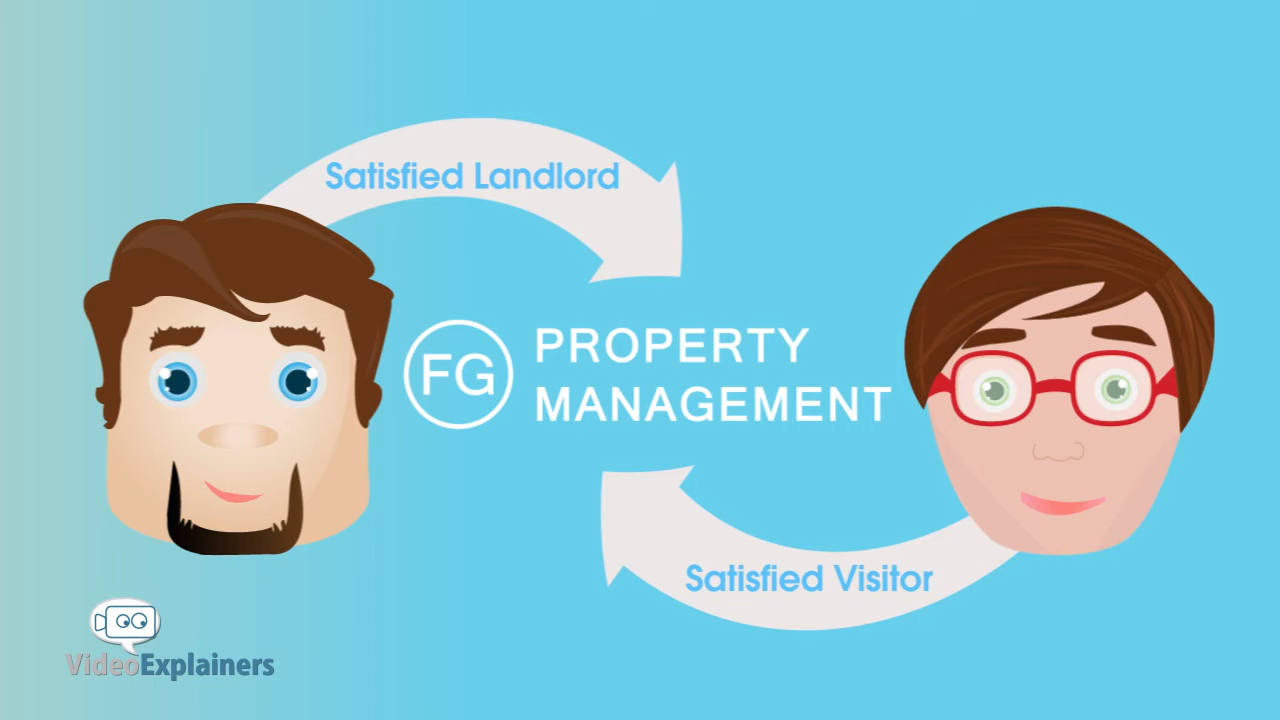 Satisfied Landlord
FG
PROPERTY
MANAGEMENT
Satisfied Visitor
VideoExplainers